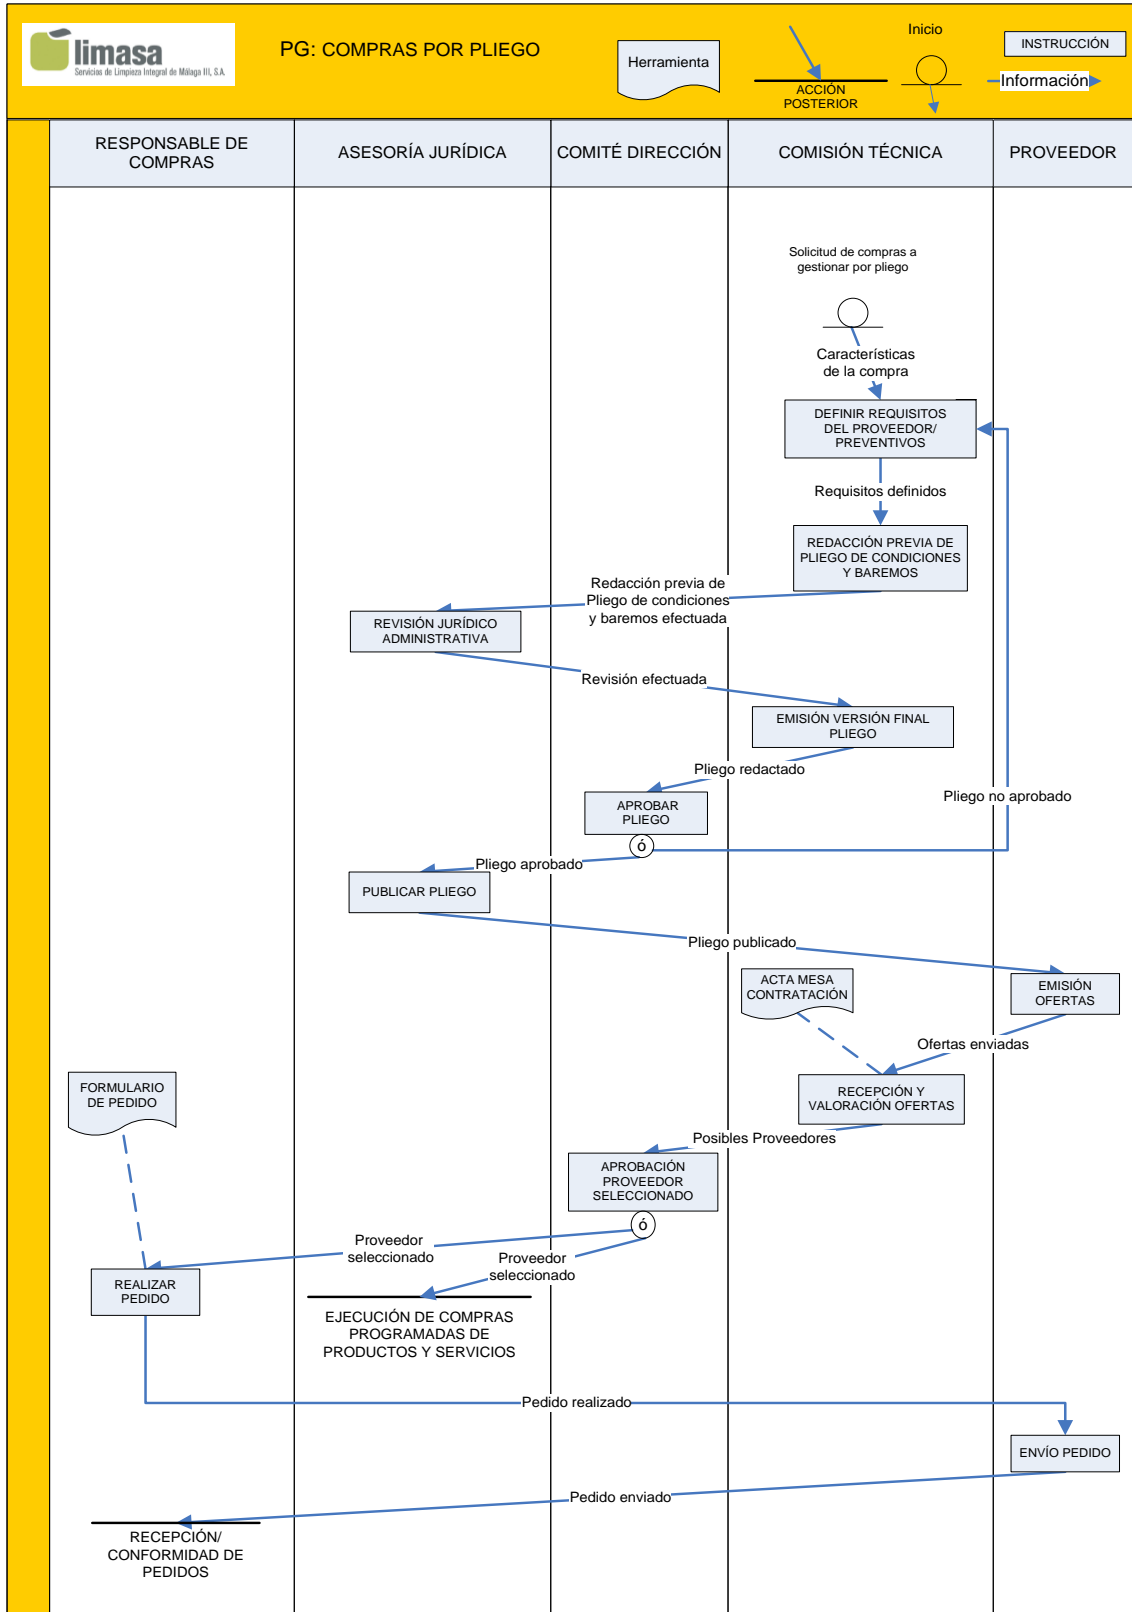 limasa
Servicios de Limpieza Integral de Málaga III, S.A.
PG: COMPRAS POR PLIEGO
Herramienta
ACCIÓN
POSTERIOR
Inicio
INSTRUCCIÓN
Información
RESPONSABLE DE
COMPRAS
ASESORÍA JURÍDICA
COMITÉ DIRECCIÓN
COMISIÓN TÉCNICA
PROVEEDOR
Solicitud de compras a
gestionar por pliego
Características
de la compra
DEFINIR REQUISITOS
DEL PROVEEDOR/
PREVENTIVOS
Requisitos definidos
REDACCIÓN PREVIA DE
PLIEGO DE CONDICIONES
Y BAREMOS
Redacción previa de
Pliego de condiciones
y baremos efectuada
REVISIÓN JURÍDICO
ADMINISTRATIVA
Revisión efectuada
EMISIÓN VERSIÓN FINAL
PLIEGO
Pliego redactado
APROBAR
PLIEGO
Pliego no aprobado
ó
Pliego aprobado
PUBLICAR PLIEGO
Pliego publicado
ACTA MESA
CONTRATACIÓN
EMISIÓN
OFERTAS
Ofertas enviadas
FORMULARIO
DE PEDIDO
RECEPCIÓN Y
VALORACIÓN OFERTAS
Posibles Proveedores
APROBACIÓN
PROVEEDOR
SELECCIONADO
ó
Proveedor
seleccionado
Proveedor
seleccionado
REALIZAR
PEDIDO
EJECUCIÓN DE COMPRAS
PROGRAMADAS DE
PRODUCTOS Y SERVICIOS
Pedido realizado
ENVÍO PEDIDO
Pedido enviado
RECEPCIÓN/
CONFORMIDAD DE
PEDIDOS